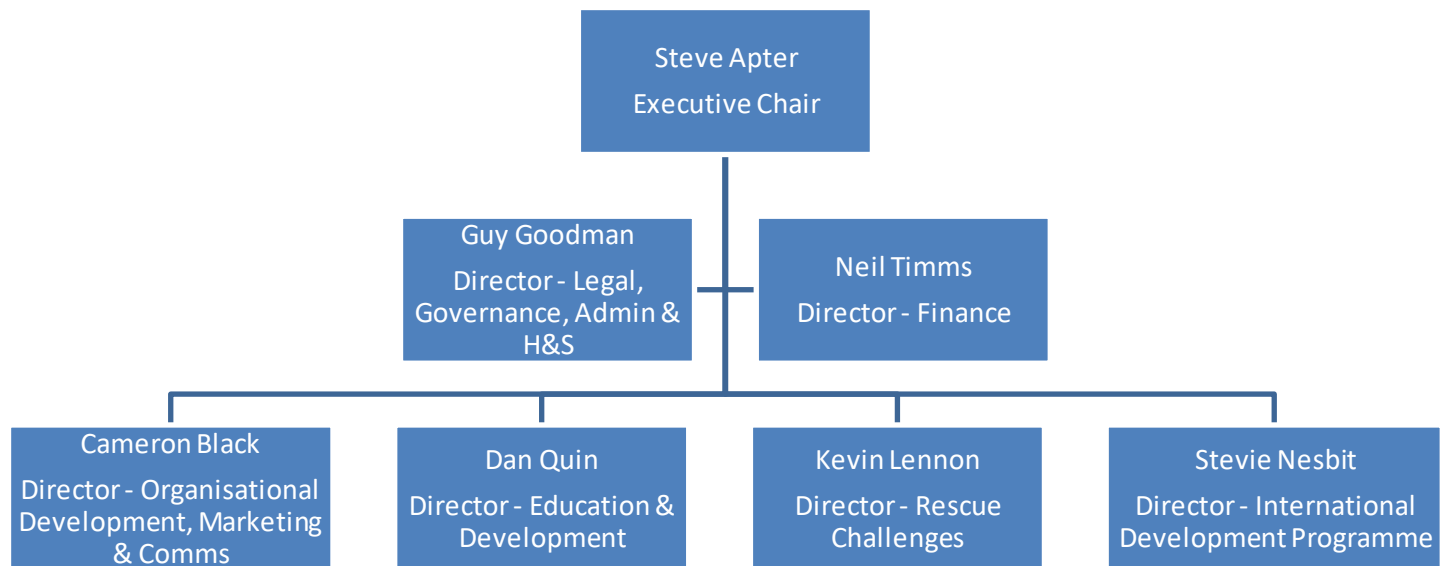 Steve Apter
Executive Chair
Guy Goodman
Director - Legal,
Governance, Admin &
H&S
Neil Timms
Director - Finance
Cameron Black
Director - Organisational
Development, Marketing
& Comms
Dan Quin
Director - Education &
Development
Kevin Lennon
Director - Rescue
Challenges
Stevie Nesbit
Director - International
Development Programme